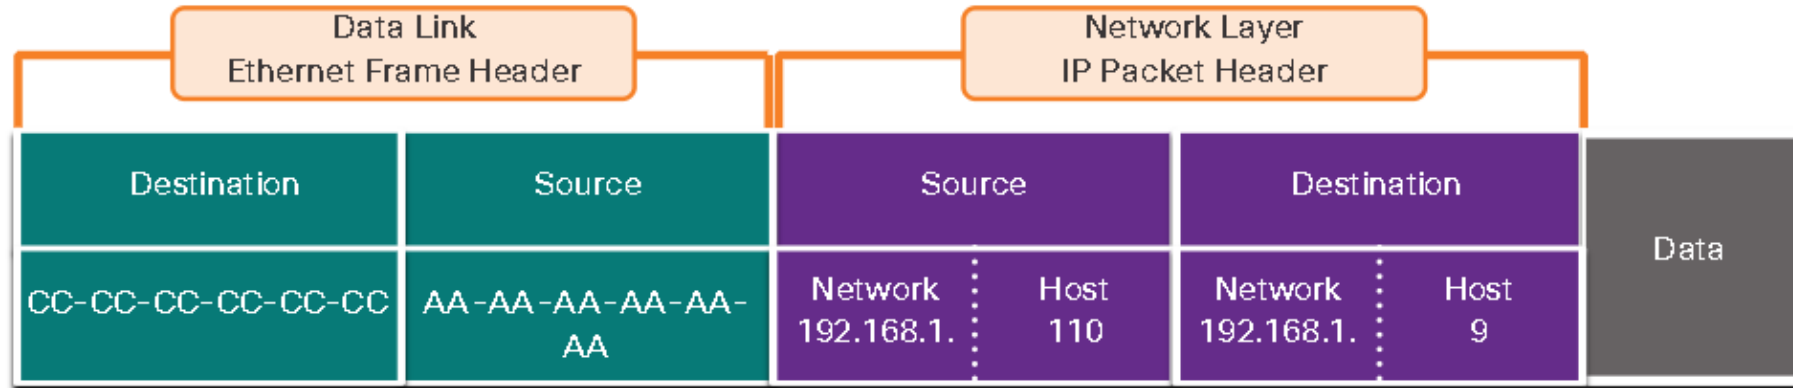 Data Link
Ethernet Frame Header
Network Layer
IP Packet Header
Destination
Source
Source
Destination
Data
CC-CC-CC-CC-CC-CC
AA-AA-AA-AA-AA-
AA
Network
192.168.1.
Host
110
Network
192.168.1.
Host
9